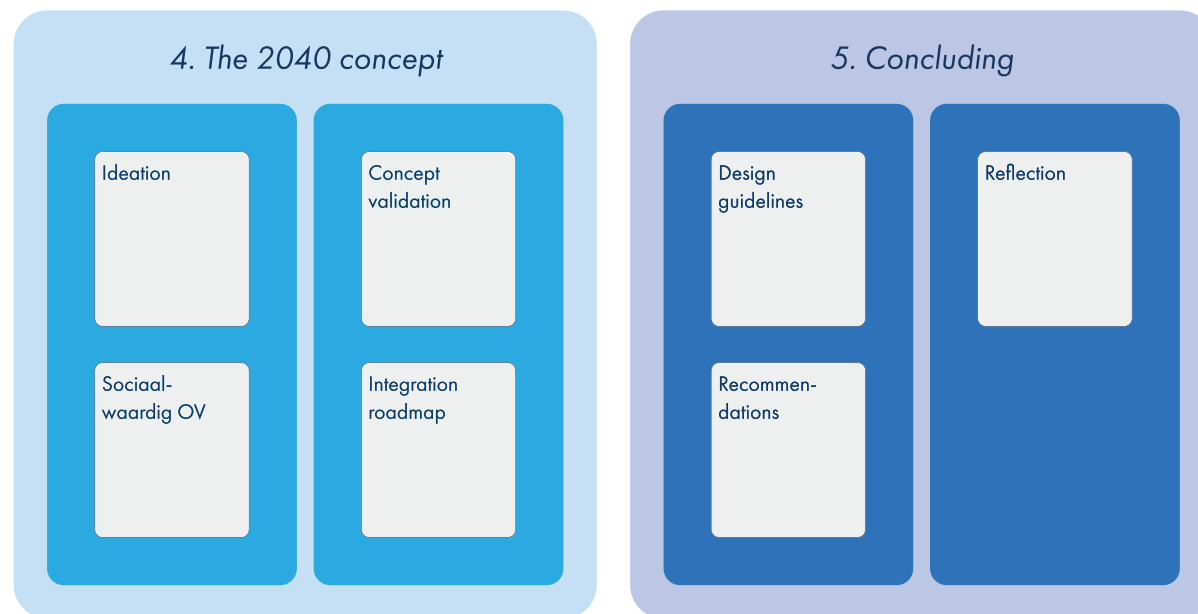 4. The 2040 concept
Ideation
Sociaal-
waardig OV
Concept
validation
Integration
roadmap
5. Concluding
Design
guidelines
Recommen-
dations
Reflection